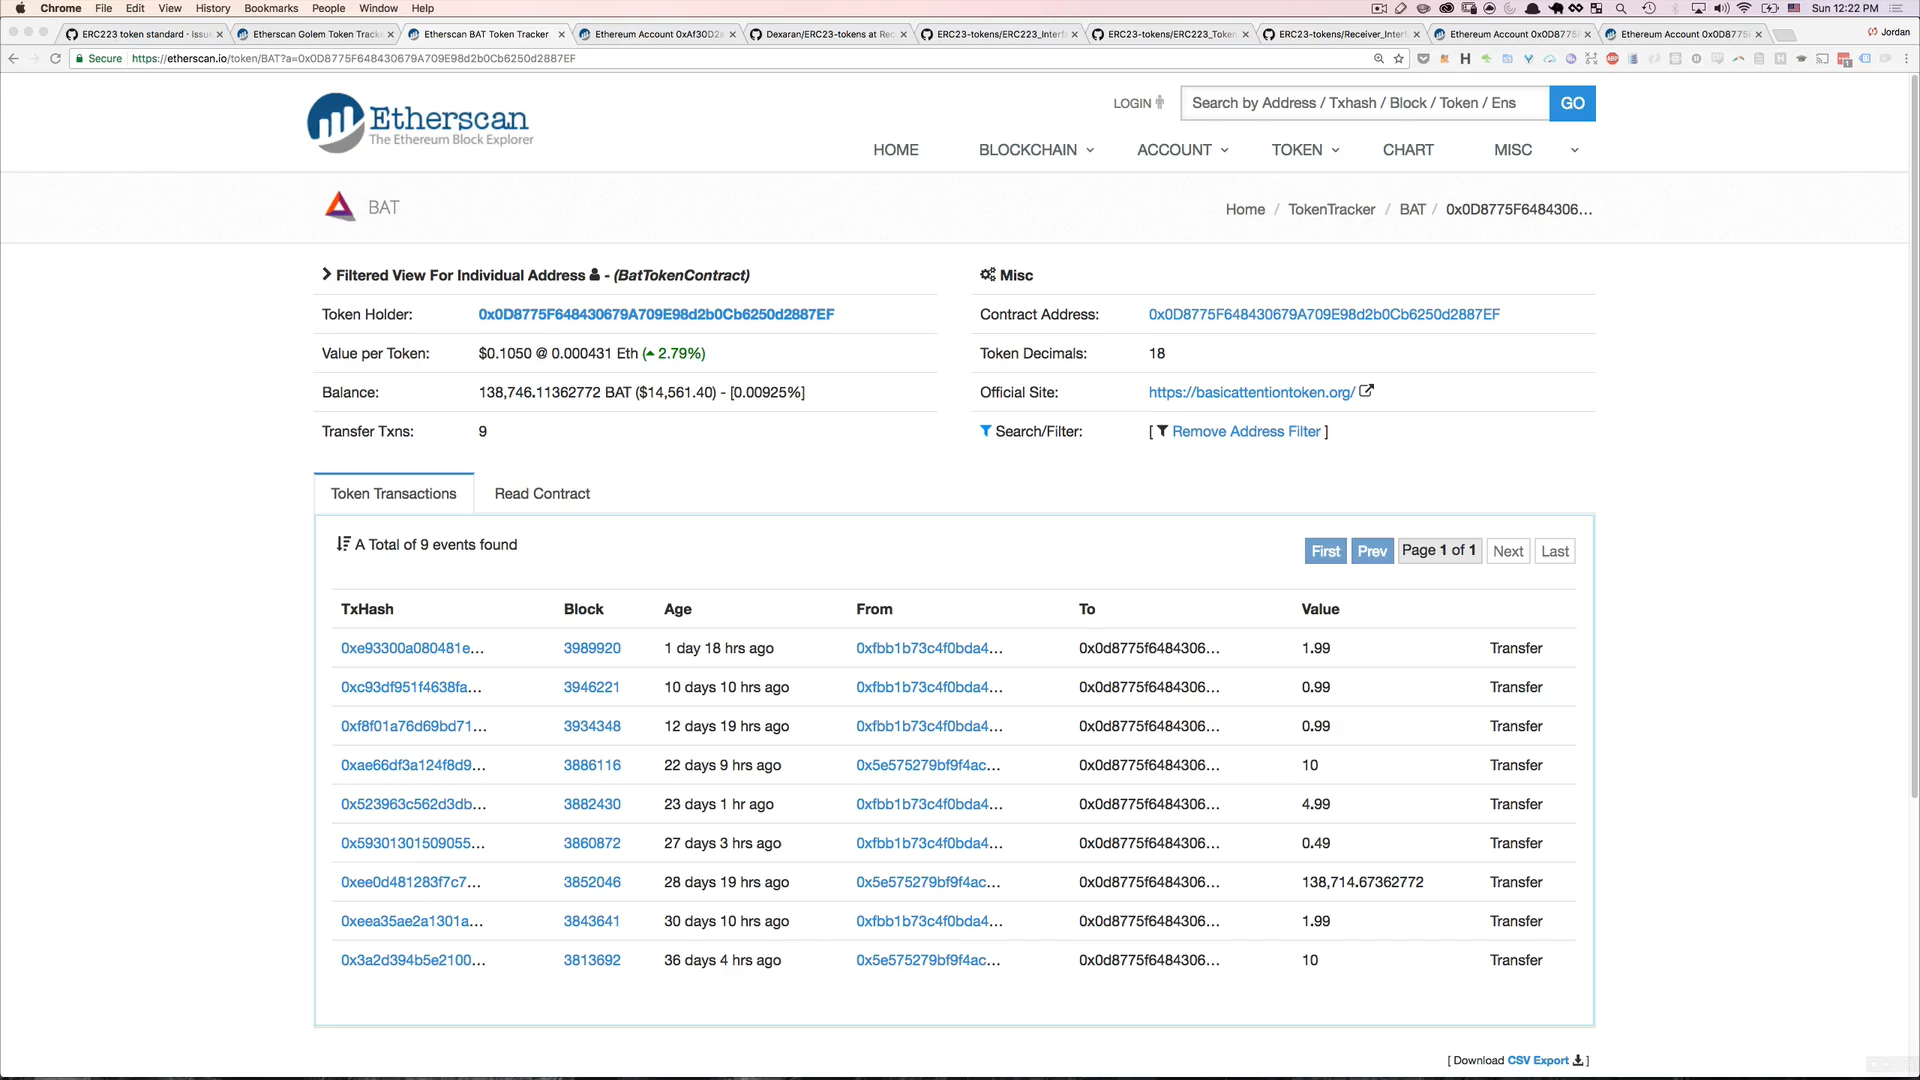 Chrome File Edit View History Bookmarks People Window Help
Sun 12:22 PM
ERC223 token standard · Issue
Etherscan Golem Token Track
Etherscan BAT Token Tracker
Ethereum Account 0xAf30D2a
Dexaran/ERC23-tokens at Rec
ERC23-tokens/ERC223_Interf
ERC23-tokens/ERC223_Token
ERC23-tokens/Receiver_Interf
Ethereum Account 0x0D8775
Ethereum Account 0x0D8775
Jordan
Secure https://etherscan.io/token/BAT?a=0x0D8775F648430679A709E98d2b0Cb6250d2887EF
Etherscan
The Ethereum Block Explorer
LOGIN
Search by Address / Txhash / Block / Token / Ens
GO
HOME BLOCKCHAIN ACCOUNT TOKEN CHART MISC
BAT
Home / TokenTracker / BAT / 0x0D8775F6484306...
Filtered View For Individual Address - (BatTokenContract)
Token Holder: 0x0D8775F648430679A709E98d2b0Cb6250d2887EF
Value per Token: $0.1050 @ 0.000431 Eth (2.79%)
Balance: 138,746.11362772 BAT ($14,561.40) - [0.00925%]
Transfer Txns: 9
Misc
Contract Address: 0x0D8775F648430679A709E98d2b0Cb6250d2887EF
Token Decimals: 18
Official Site: https://basicattentiontoken.org/
Search/Filter: [ Remove Address Filter ]
Token Transactions Read Contract
A Total of 9 events found
First Prev Page 1 of 1 Next Last
TxHash Block Age From To Value
0xe93300a080481e... 3989920 1 day 18 hrs ago 0xfbb1b73c4f0bda4... 0x0d8775f6484306... 1.99 Transfer
0xc93df951f4638fa... 3946221 10 days 10 hrs ago 0xfbb1b73c4f0bda4... 0x0d8775f6484306... 0.99 Transfer
0xf8f01a76d69bd71... 3934348 12 days 19 hrs ago 0xfbb1b73c4f0bda4... 0x0d8775f6484306... 0.99 Transfer
0xae66df3a124f8d9... 3886116 22 days 9 hrs ago 0x5e575279bf9f4ac... 0x0d8775f6484306... 10 Transfer
0x523963c562d3db... 3882430 23 days 1 hr ago 0xfbb1b73c4f0bda4... 0x0d8775f6484306... 4.99 Transfer
0x59301301509055... 3860872 27 days 3 hrs ago 0xfbb1b73c4f0bda4... 0x0d8775f6484306... 0.49 Transfer
0xee0d481283f7c7... 3852046 28 days 19 hrs ago 0x5e575279bf9f4ac... 0x0d8775f6484306... 138,714.67362772 Transfer
0xeea35ae2a1301a... 3843641 30 days 10 hrs ago 0xfbb1b73c4f0bda4... 0x0d8775f6484306... 1.99 Transfer
0x3a2d394b5e2100... 3813692 36 days 4 hrs ago 0x5e575279bf9f4ac... 0x0d8775f6484306... 10 Transfer
[ Download CSV Export ]